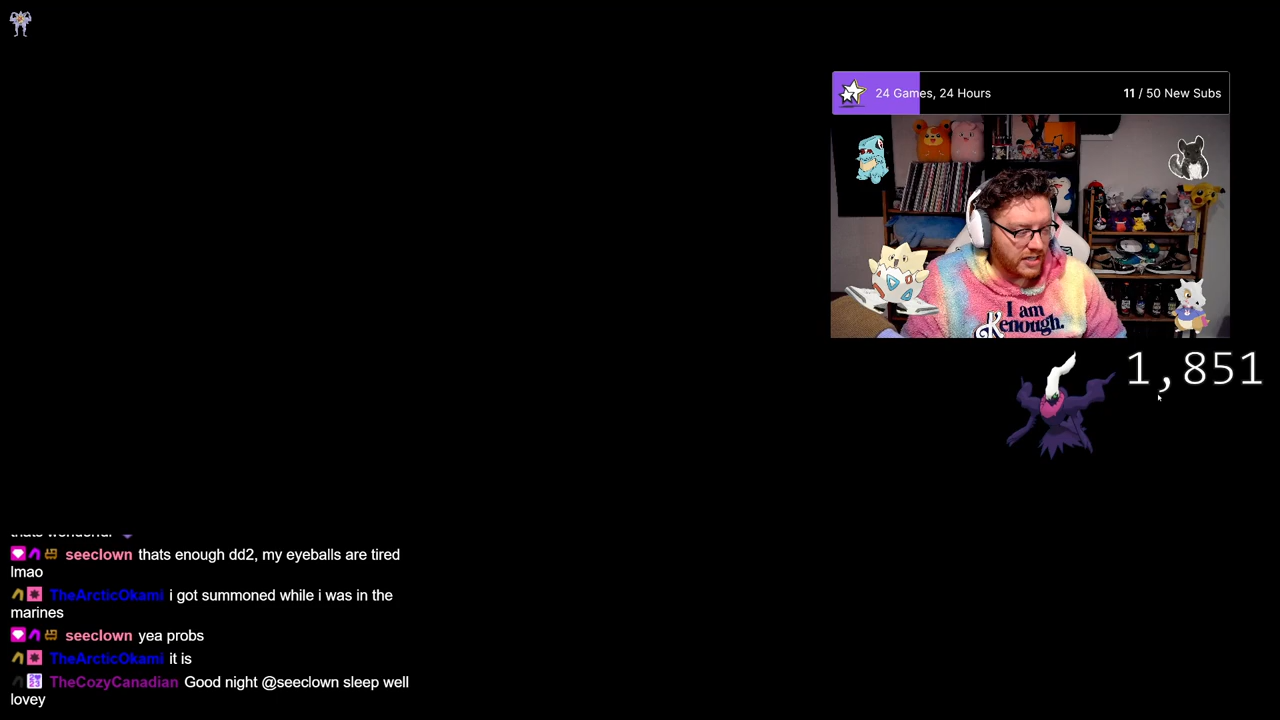 24 Games, 24 Hours
11 / 50 New Subs
I am
Kenough.
1,851
thats wonderful
seeclown thats enough dd2, my eyeballs are tired
lmao
TheArcticOkami i got summoned while i was in the
marines
seeclown yea probs
TheArcticOkami it is
TheCozyCanadian Good night @seeclown sleep well
lovey